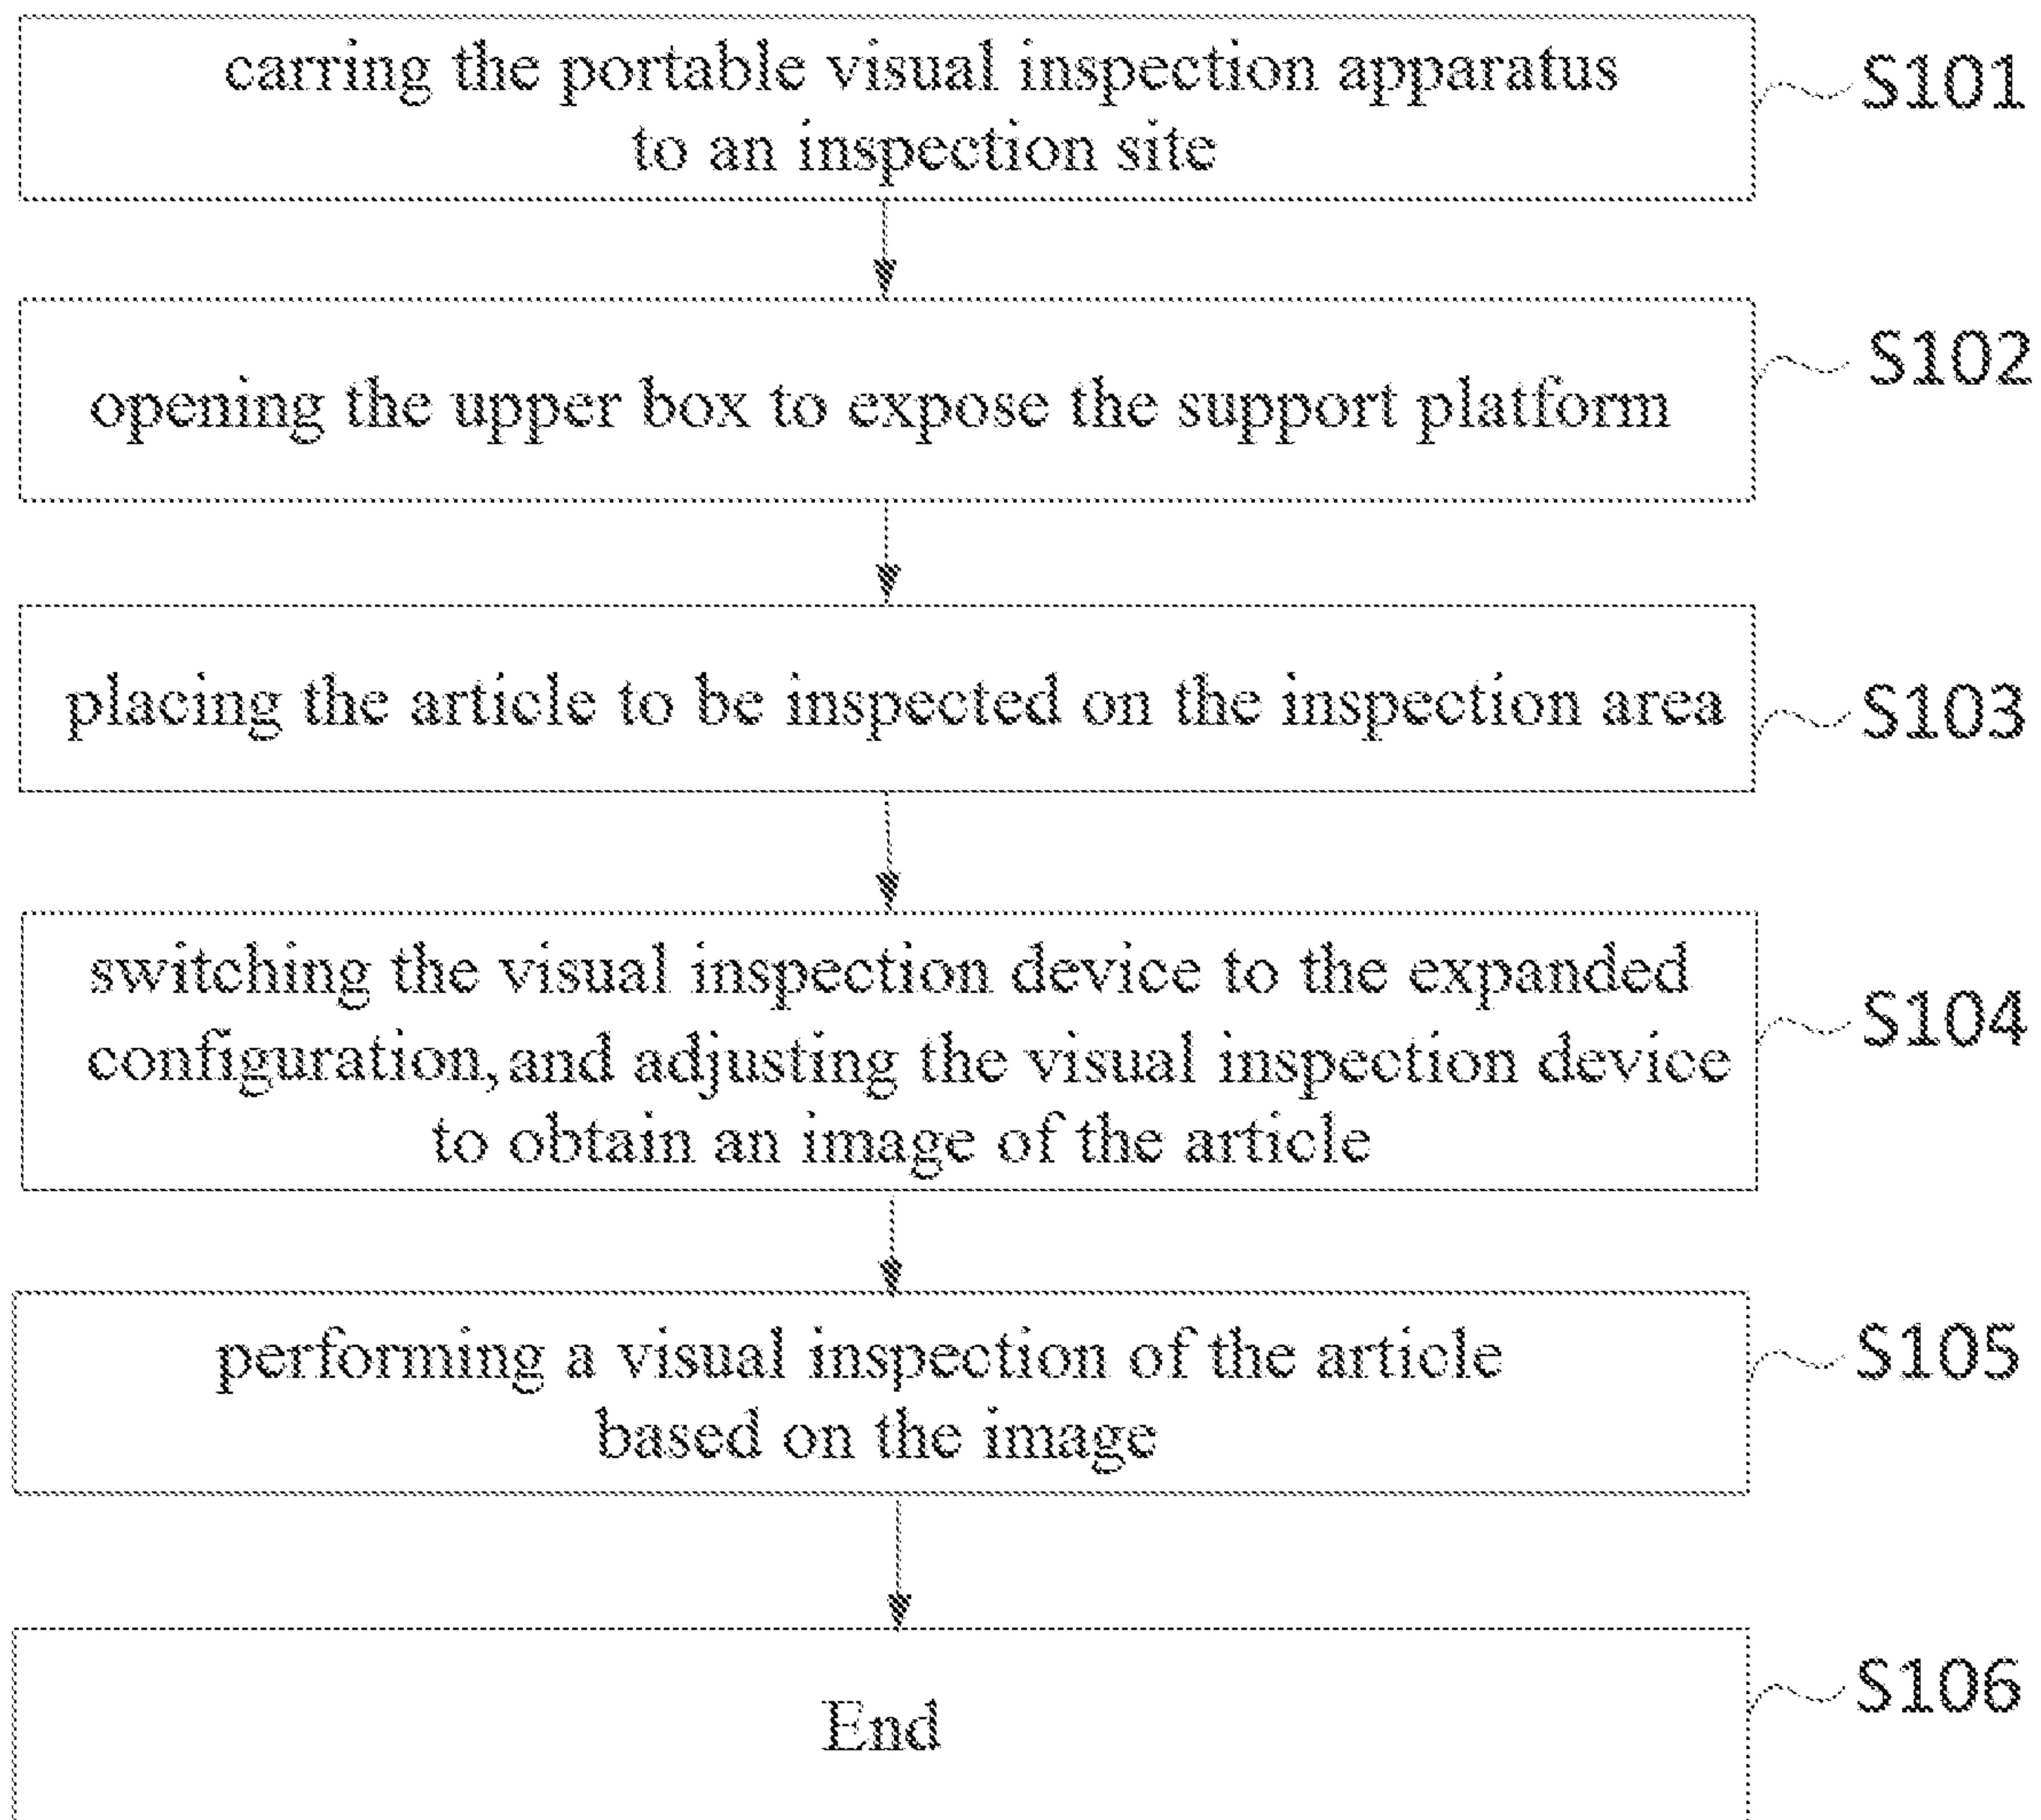 carring the portable visual inspection apparatus
to an inspection site
S101
opening the upper box to expose the support platform
S102
placing the article to be inspected on the inspection area
S103
switching the visual inspection device to the expanded
configuration, and adjusting the visual inspection device
to obtain an image of the article
S104
performing a visual inspection of the article
based on the image
S105
End
S106